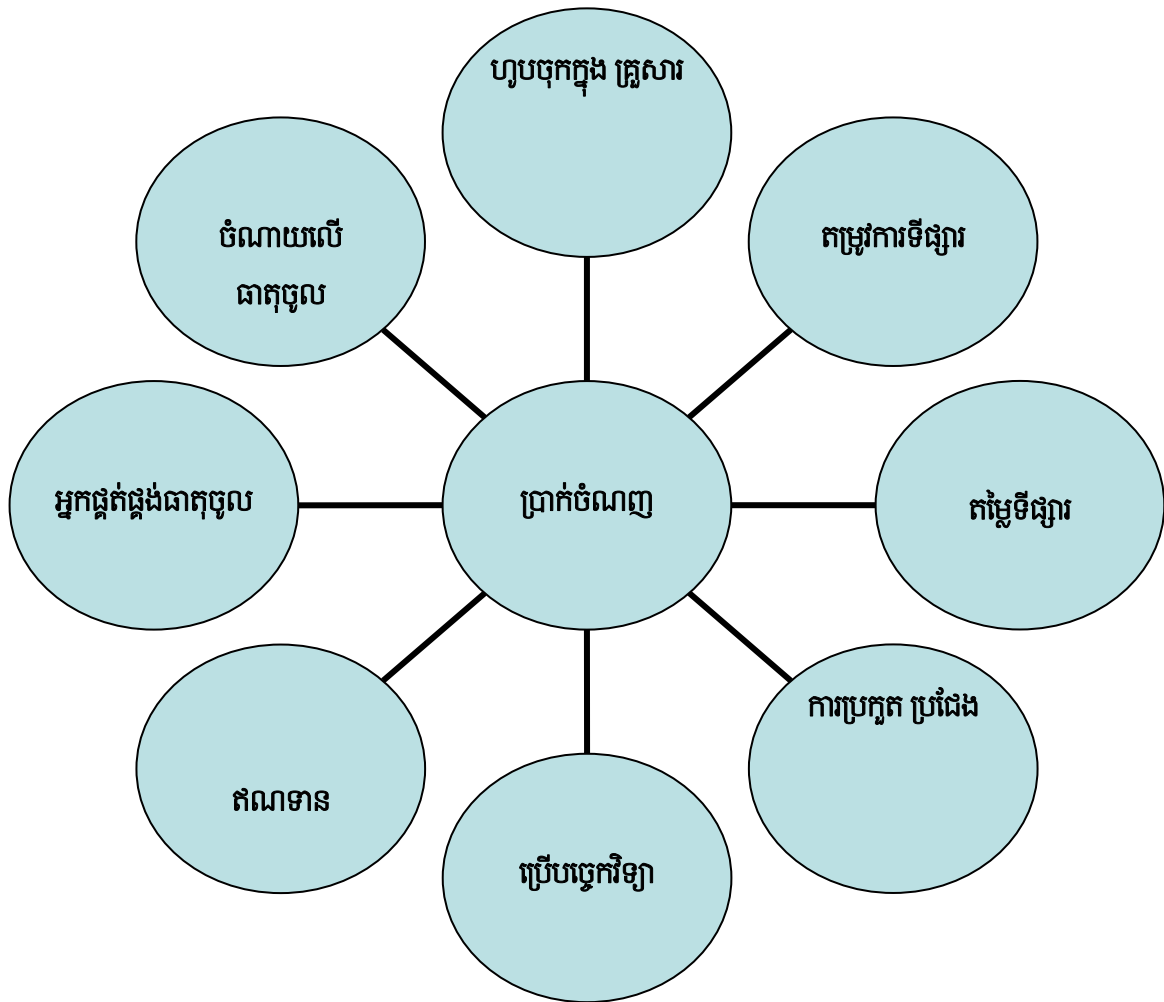 ហូបចុកក្នុង គ្រួសារ
តម្រូវការទីផ្សារ
តម្លៃទីផ្សារ
ការប្រកួត ប្រជែង
ប្រើបច្ចេកវិទ្យា
ឥណទាន
អ្នកផ្គត់ផ្គង់ធាតុចូល
ចំណាយលើ
ធាតុចូល
ប្រាក់ចំណញ